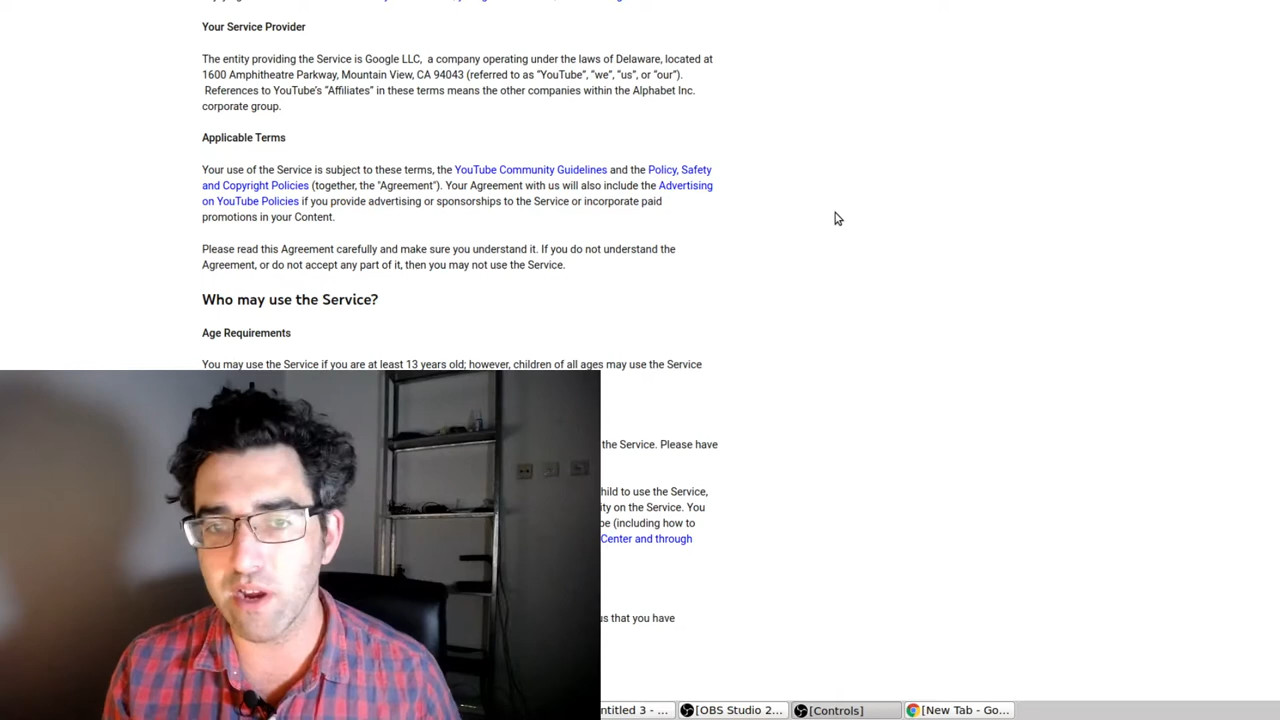 Your Service Provider
The entity providing the Service is Google LLC,  a company operating under the laws of Delaware, located at
1600 Amphitheatre Parkway, Mountain View, CA 94043 (referred to as “YouTube”, “we”, “us”, or “our”).
References to YouTube’s “Affiliates” in these terms means the other companies within the Alphabet Inc.
corporate group.
Applicable Terms
Your use of the Service is subject to these terms, the YouTube Community Guidelines and the Policy, Safety
and Copyright Policies (together, the "Agreement"). Your Agreement with us will also include the Advertising
on YouTube Policies if you provide advertising or sponsorships to the Service or incorporate paid
promotions in your Content.
Please read this Agreement carefully and make sure you understand it. If you do not understand the
Agreement, or do not accept any part of it, then you may not use the Service.
Who may use the Service?
Age Requirements
You may use the Service if you are at least 13 years old; however, children of all ages may use the Service
the Service. Please have
hild to use the Service,
ity on the Service. You
be (including how to
Center and through
us that you have
ntitled 3 - ...
[OBS Studio 2...
[Controls]
[New Tab - Go...